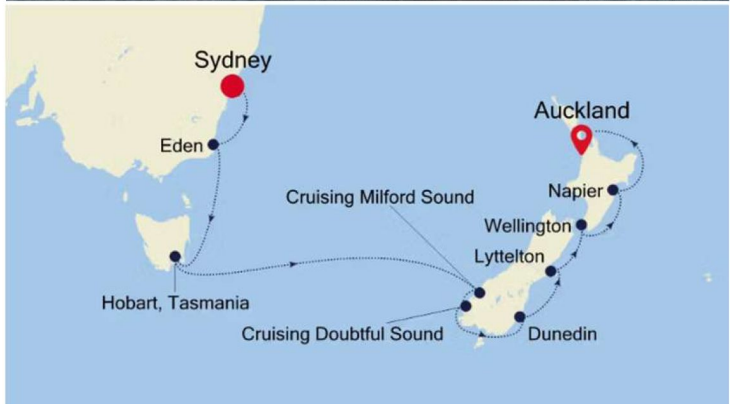 Sydney
Auckland
Eden
Napier
Cruising Milford Sound
Wellington
Lyttelton
Hobart, Tasmania
Cruising Doubtful Sound
Dunedin